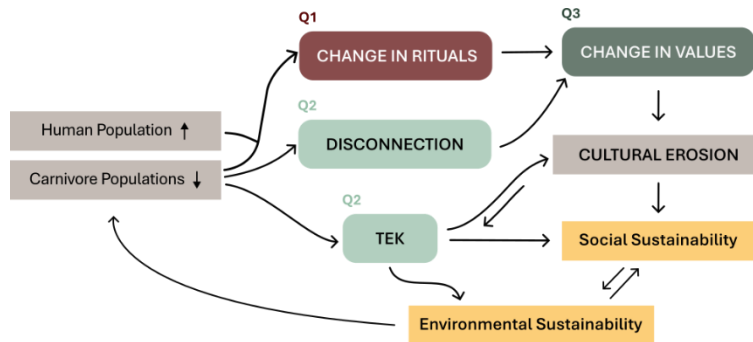 Q1
CHANGE IN RITUALS
Q3
CHANGE IN VALUES
Q2
DISCONNECTION
Human Population ↑
Carnivore Populations ↓
CULTURAL EROSION
Q2
TEK
Social Sustainability
Environmental Sustainability